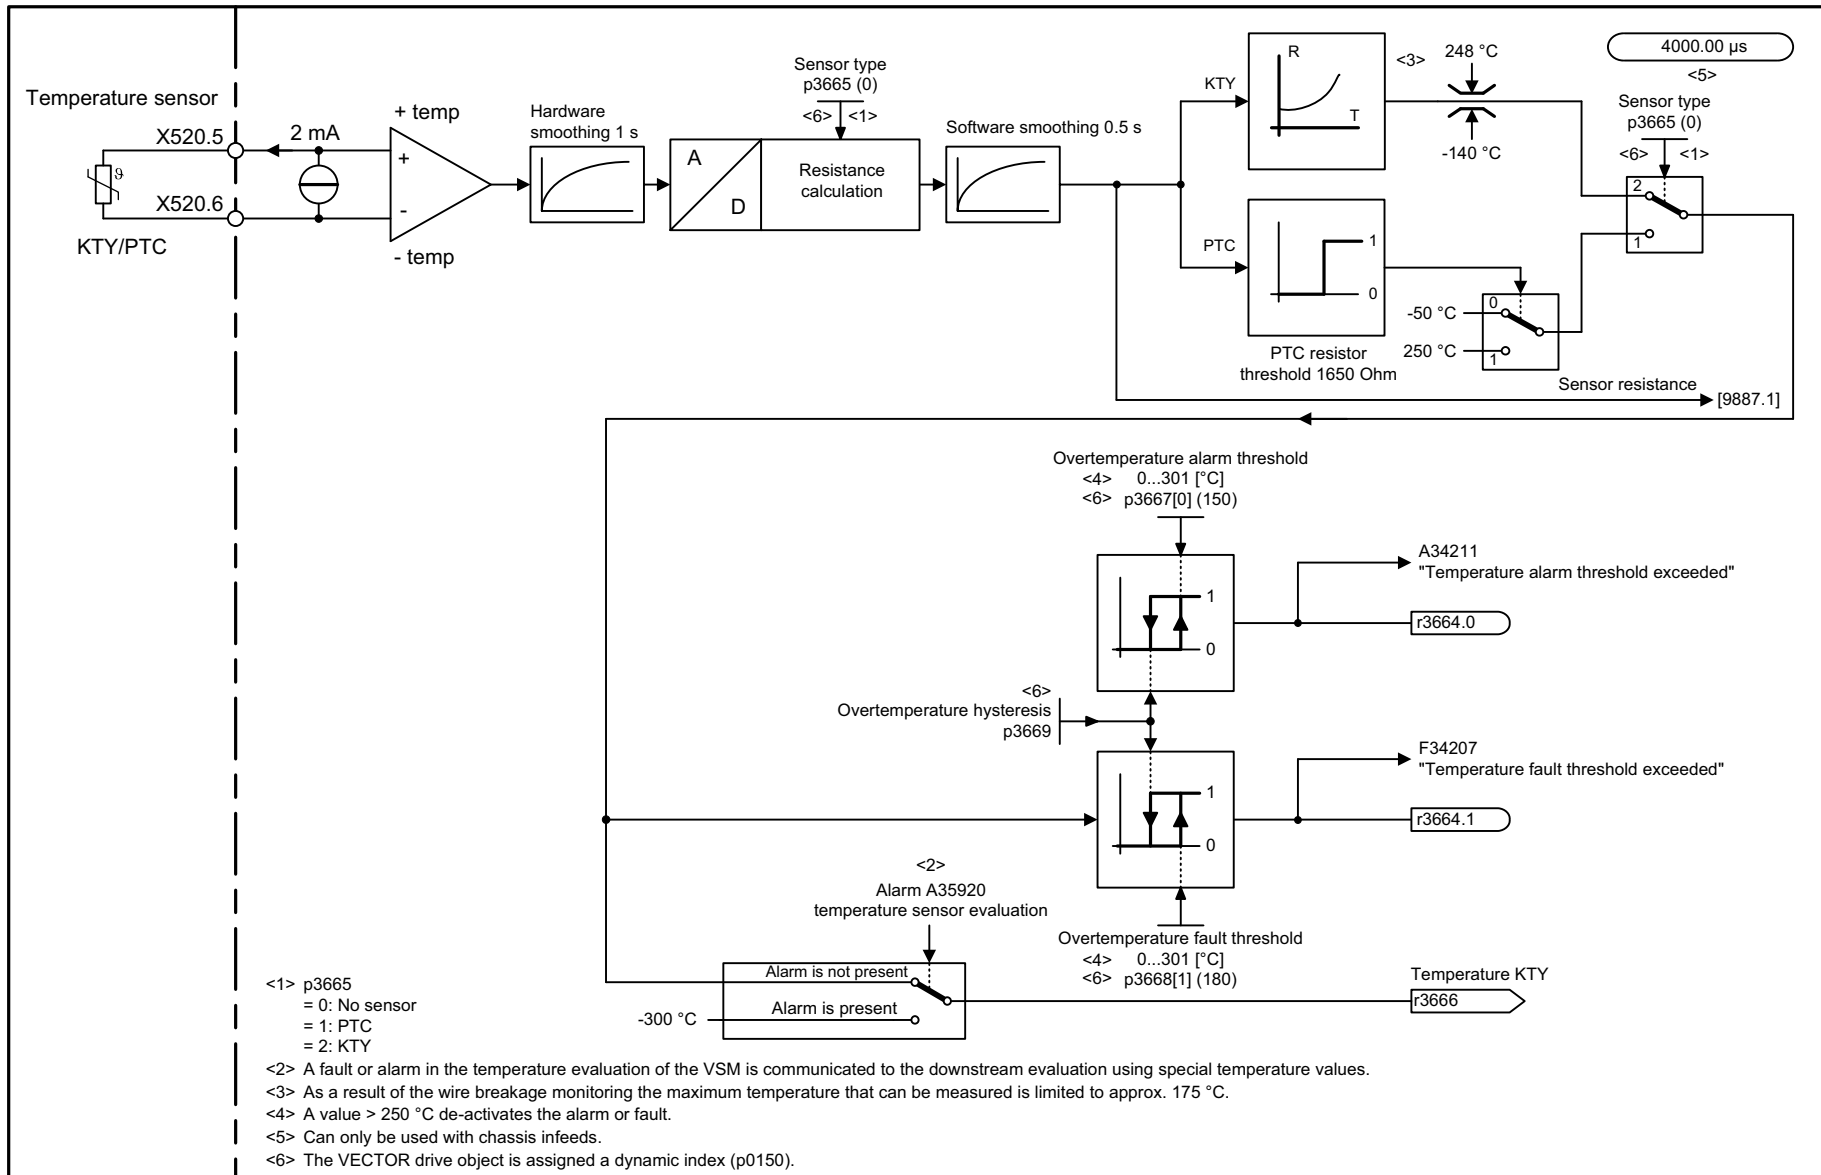 4000.00 µs
<5>
Temperature sensor
X520.5
X520.6
KTY/PTC
ϑ
2 mA
+ temp
+
-
- temp
Hardware
smoothing 1 s
Sensor type
p3665 (0)
<6> <1>
A
D
Resistance
calculation
Software smoothing 0.5 s
KTY
R
T
<3>
248 °C
-140 °C
Sensor type
p3665 (0)
<6> <1>
2
1
PTC
1
0
PTC resistor
threshold 1650 Ohm
-50 °C
0
250 °C
1
Sensor resistance
[9887.1]
Overtemperature alarm threshold
<4> 0...301 [°C]
<6> p3667[0] (150)
1
0
A34211
"Temperature alarm threshold exceeded"
r3664.0
<6>
Overtemperature hysteresis
p3669
1
0
F34207
"Temperature fault threshold exceeded"
r3664.1
<2>
Alarm A35920
temperature sensor evaluation
Overtemperature fault threshold
<4> 0...301 [°C]
<6> p3668[1] (180)
Alarm is not present
Alarm is present
-300 °C
Temperature KTY
r3666
<1> p3665
= 0: No sensor
= 1: PTC
= 2: KTY
<2> A fault or alarm in the temperature evaluation of the VSM is communicated to the downstream evaluation using special temperature values.
<3> As a result of the wire breakage monitoring the maximum temperature that can be measured is limited to approx. 175 °C.
<4> A value > 250 °C de-activates the alarm or fault.
<5> Can only be used with chassis infeeds.
<6> The VECTOR drive object is assigned a dynamic index (p0150).